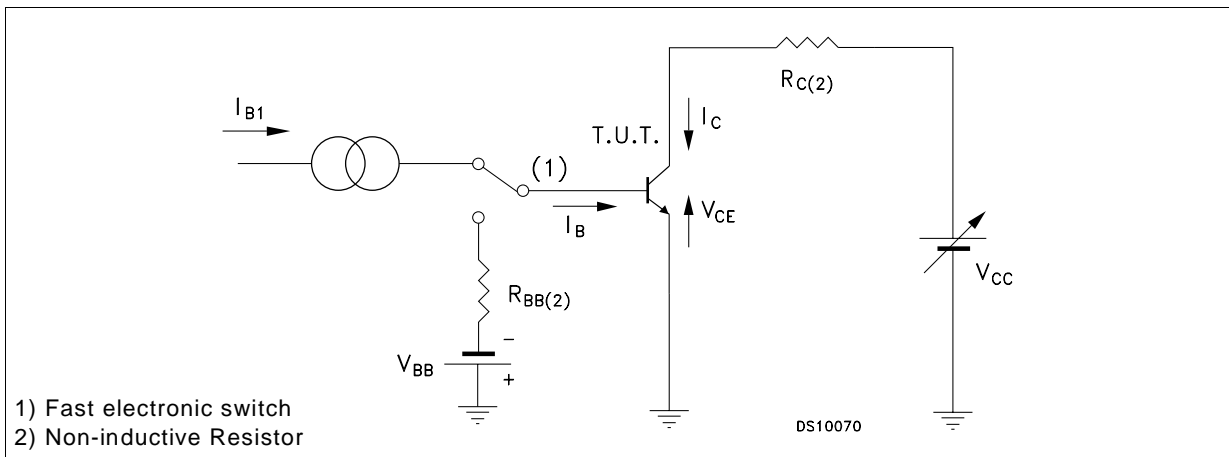 I_B1
R_C(2)
T.U.T.
I_C
(1)
I_B
V_CE
R_BB(2)
V_CC
V_BB
−
+
1) Fast electronic switch
2) Non-inductive Resistor
DS10070